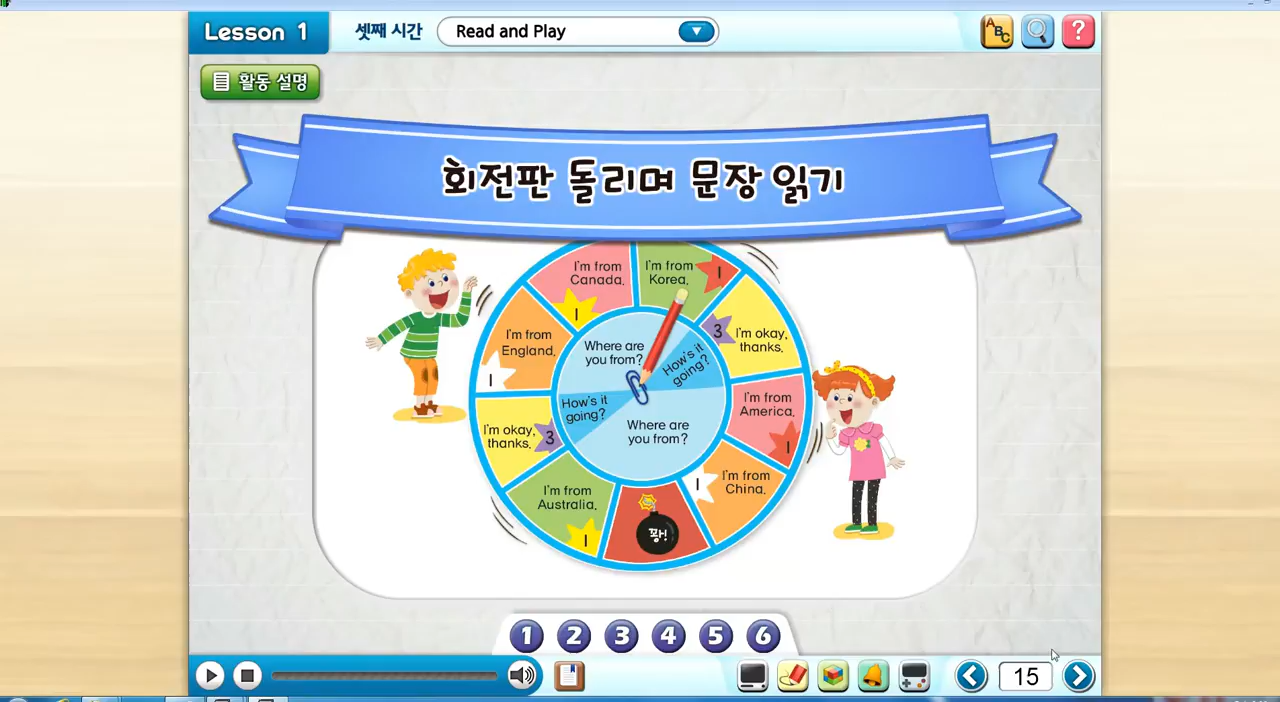 Lesson 1
셋째 시간
Read and Play
ABC
?
활동 설명
회전판 돌리며 문장 읽기
I'm from
Canada.
1
I'm from
Korea.
1
3
I'm okay,
thanks.
I'm from
America.
1
I'm from
China.
1
꽝!
I'm from
Australia.
1
I'm okay,
thanks.
3
I'm from
England.
1
Where are
you from?
How's it
going?
Where are
you from?
How's it
going?
1 2 3 4 5 6
15